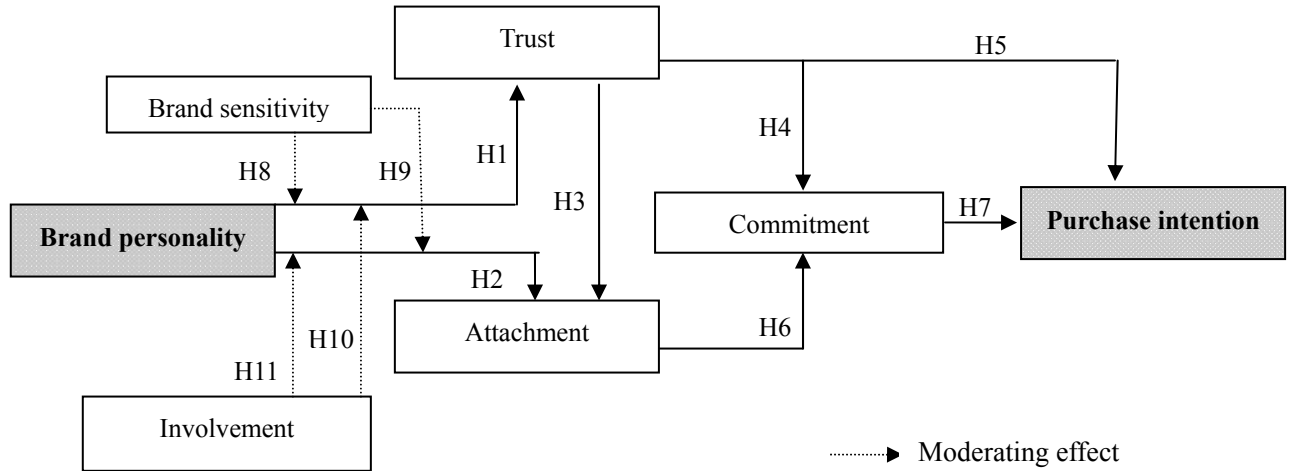 Trust
H5
Brand sensitivity
H4
H1
H8
H9
H3
Commitment
H7
Purchase intention
Brand personality
H2
Attachment
H6
H10
H11
Involvement
Moderating effect